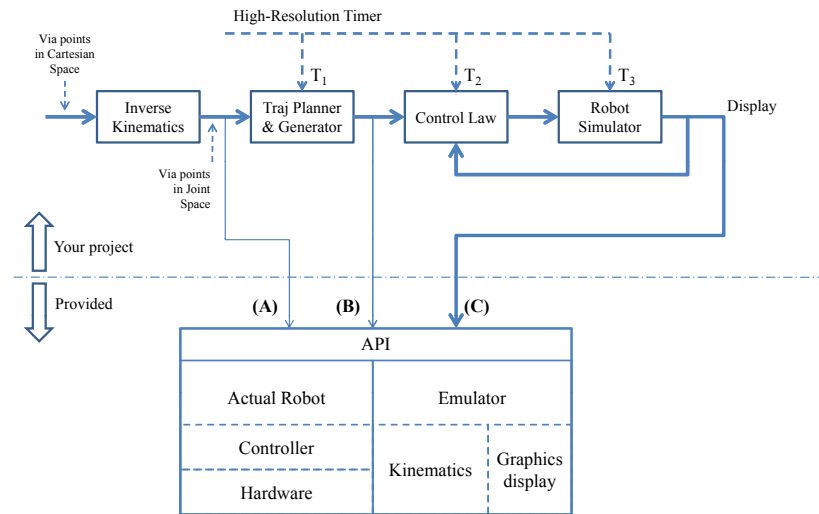 High-Resolution Timer
Via points
in Cartesian
Space
T1
T2
T3
Inverse
Kinematics
Traj Planner
& Generator
Control Law
Robot
Simulator
Display
Via points
in Joint
Space
Your project
Provided
(A)
(B)
(C)
API
Actual Robot
Emulator
Controller
Kinematics
Graphics
display
Hardware